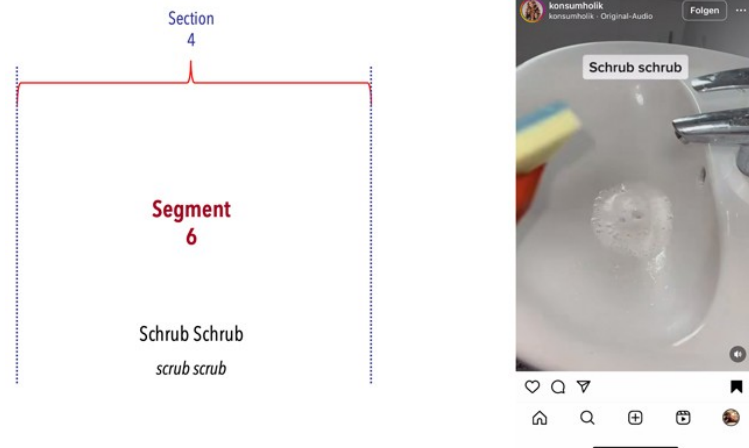 Section
4
Segment
6
Schrub Schrub
scrub scrub
konsumholik
konsumholik · Original-Audio
Folgen
Schrub schrub